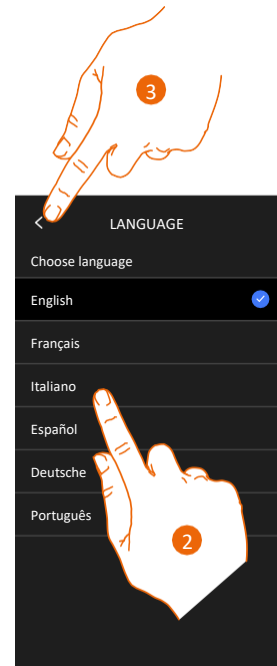 3
LANGUAGE
Choose language
English
Français
Italiano
Español
Deutsche
Português
2